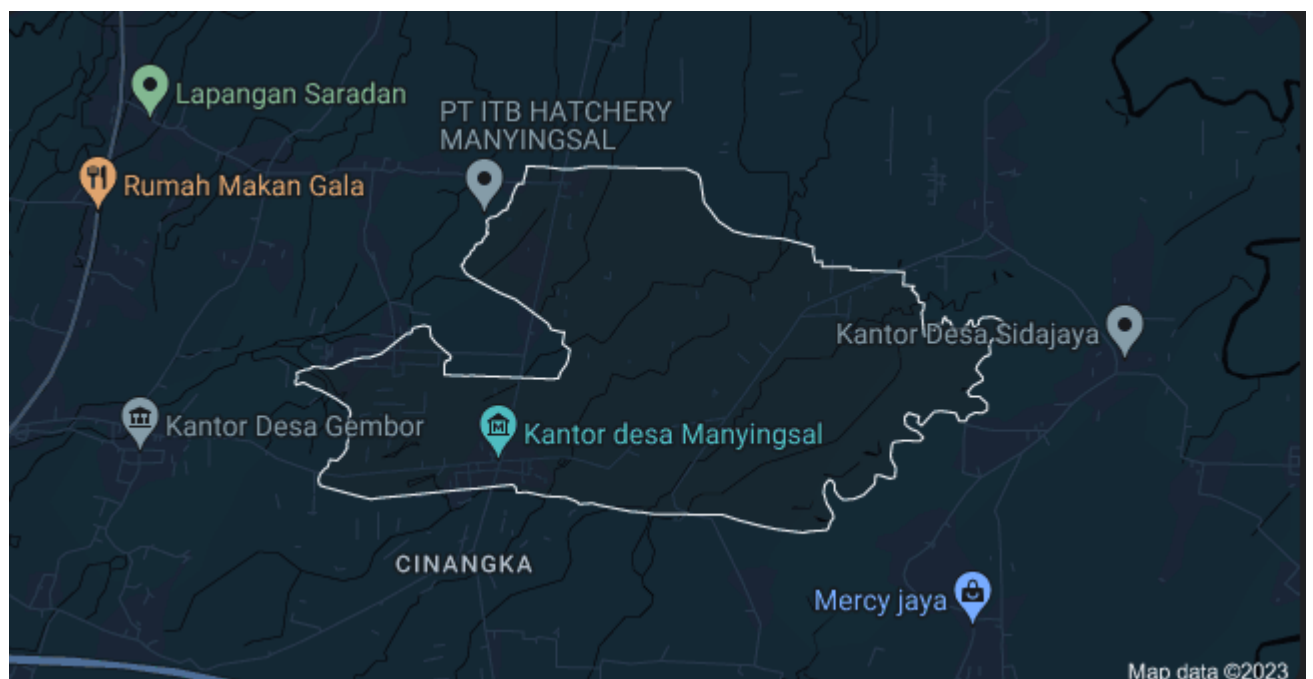 Lapangan Saradan
PT ITB HATCHERY
MANYINGSAL
Rumah Makan Gala
Kantor Desa Sidajaya
Kantor Desa Gembor
Kantor desa Manyingsal
CINANGKA
Mercy jaya
Map data ©2023